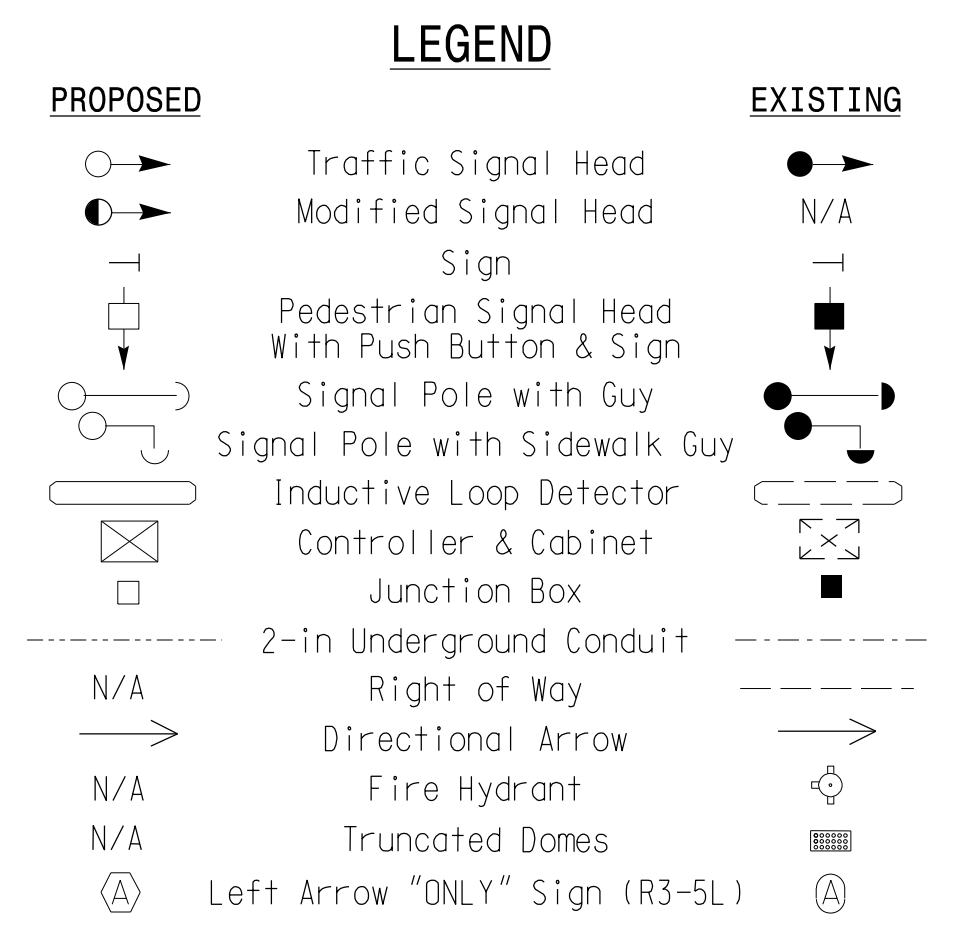 LEGEND
PROPOSED EXISTING
Traffic Signal Head
Modified Signal Head N/A
Sign
Pedestrian Signal Head
With Push Button & Sign
Signal Pole with Guy
Signal Pole with Sidewalk Guy
Inductive Loop Detector
Controller & Cabinet
Junction Box
2-in Underground Conduit
N/A Right of Way
Directional Arrow
N/A Fire Hydrant
N/A Truncated Domes
A Left Arrow "ONLY" Sign (R3-5L) A